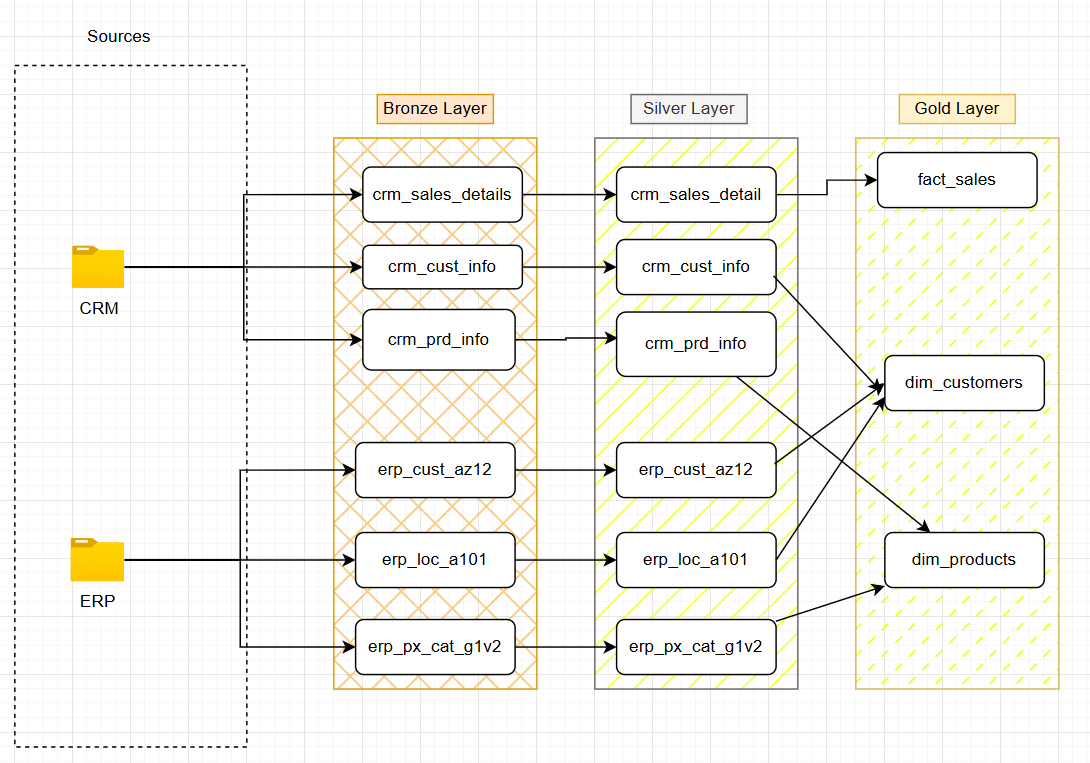 Sources
CRM
ERP
Bronze Layer
crm_sales_details
crm_cust_info
crm_prd_info
erp_cust_az12
erp_loc_a101
erp_px_cat_g1v2
Silver Layer
crm_sales_detail
crm_cust_info
crm_prd_info
erp_cust_az12
erp_loc_a101
erp_px_cat_g1v2
Gold Layer
fact_sales
dim_customers
dim_products